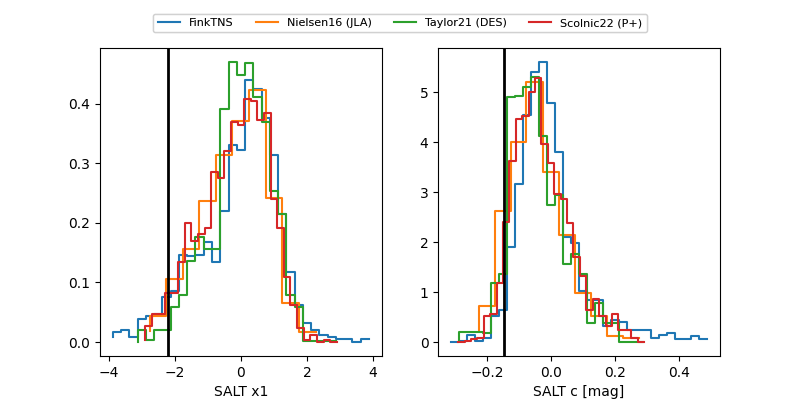 FinkTNS Nielsen16 (JLA) Taylor21 (DES) Scolnic22 (P+)
0.4
0.3
0.2
0.1
0.0
−4 −2 0 2 4
SALT x1
5
4
3
2
1
0
−0.2 0.0 0.2 0.4
SALT c [mag]